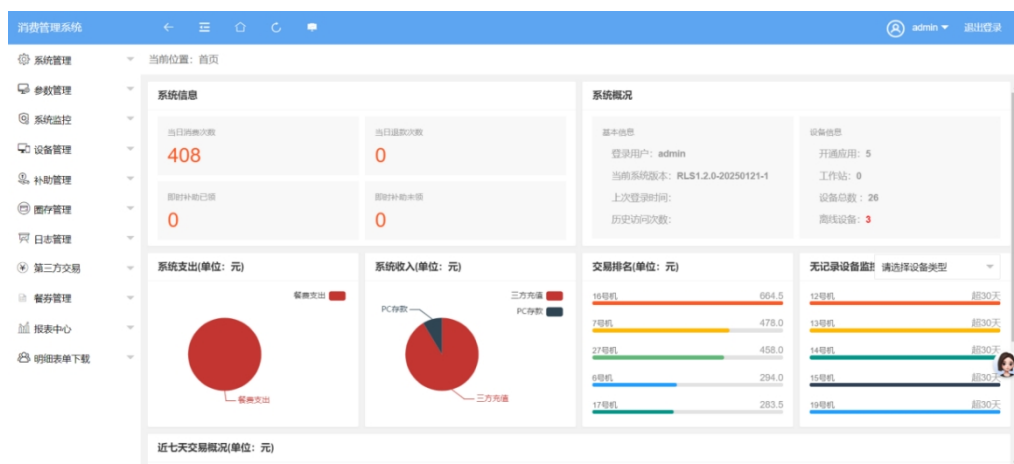 消费管理系统
admin
退出登录
系统管理
参数管理
系统监控
设备管理
补助管理
圈存管理
日志管理
第三方交易
餐券管理
报表中心
明细表单下载
当前位置：首页
系统信息
当日消费次数
408
当日退款次数
0
即时补助已领
0
即时补助未领
0
系统概况
基本信息
登录用户：admin
当前系统版本：RLS1.2.0-20250121-1
上次登录时间：
历史访问次数：
设备信息
开通应用：5
工作站：0
设备总数：26
离线设备：3
系统支出(单位：元)
餐费支出
餐费支出
系统收入(单位：元)
三方充值
PC存款
PC存款
三方充值
交易排名(单位：元)
16号机 664.5
7号机 478.0
27号机 458.0
6号机 294.0
17号机 283.5
无记录设备监 请选择设备类型
12号机 超30天
13号机 超30天
14号机 超30天
15号机 超30天
19号机 超30天
近七天交易概况(单位：元)